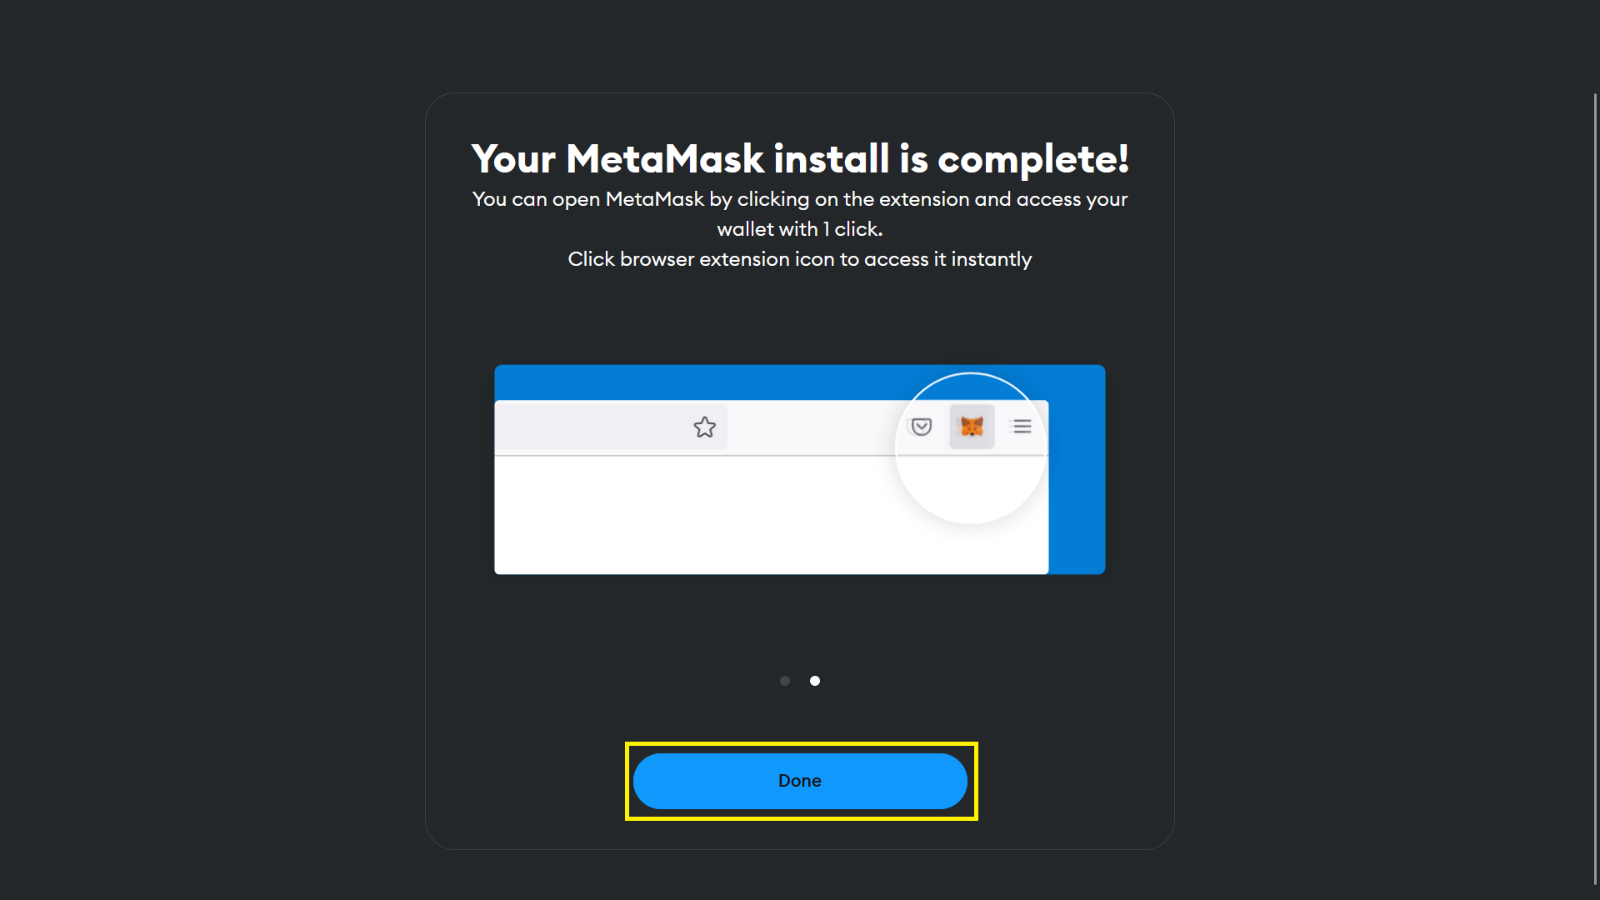 Your MetaMask install is complete!
You can open MetaMask by clicking on the extension and access your
wallet with 1 click.
Click browser extension icon to access it instantly
Done